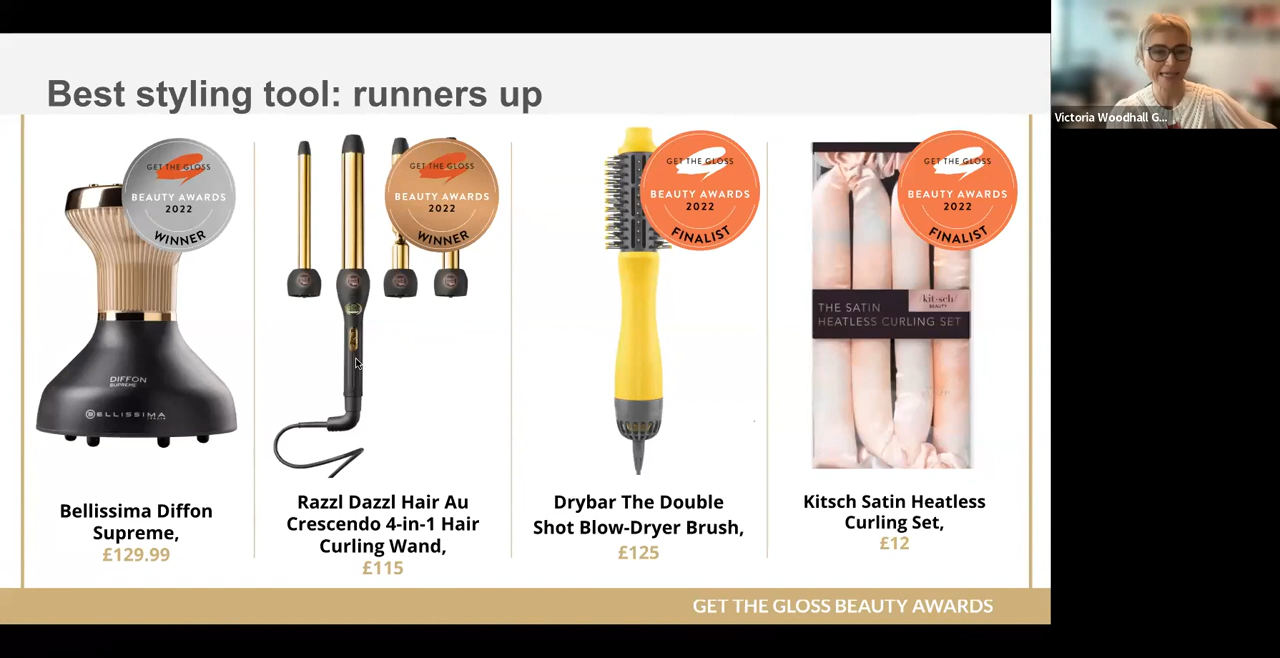 Best styling tool: runners up
GET THE GLOSS
BEAUTY AWARDS
2022
WINNER
GET THE GLOSS
BEAUTY AWARDS
2022
WINNER
GET THE GLOSS
BEAUTY AWARDS
2022
FINALIST
GET THE GLOSS
BEAUTY AWARDS
2022
FINALIST
Victoria Woodhall G...
DIFFON
SUPREME
BELLISSIMA
/kit·sch/
BEAUTY
THE SATIN
HEATLESS CURLING SET
Bellissima Diffon
Supreme,
£129.99
Razzl Dazzl Hair Au
Crescendo 4-in-1 Hair
Curling Wand,
£115
Drybar The Double
Shot Blow-Dryer Brush,
£125
Kitsch Satin Heatless
Curling Set,
£12
GET THE GLOSS BEAUTY AWARDS